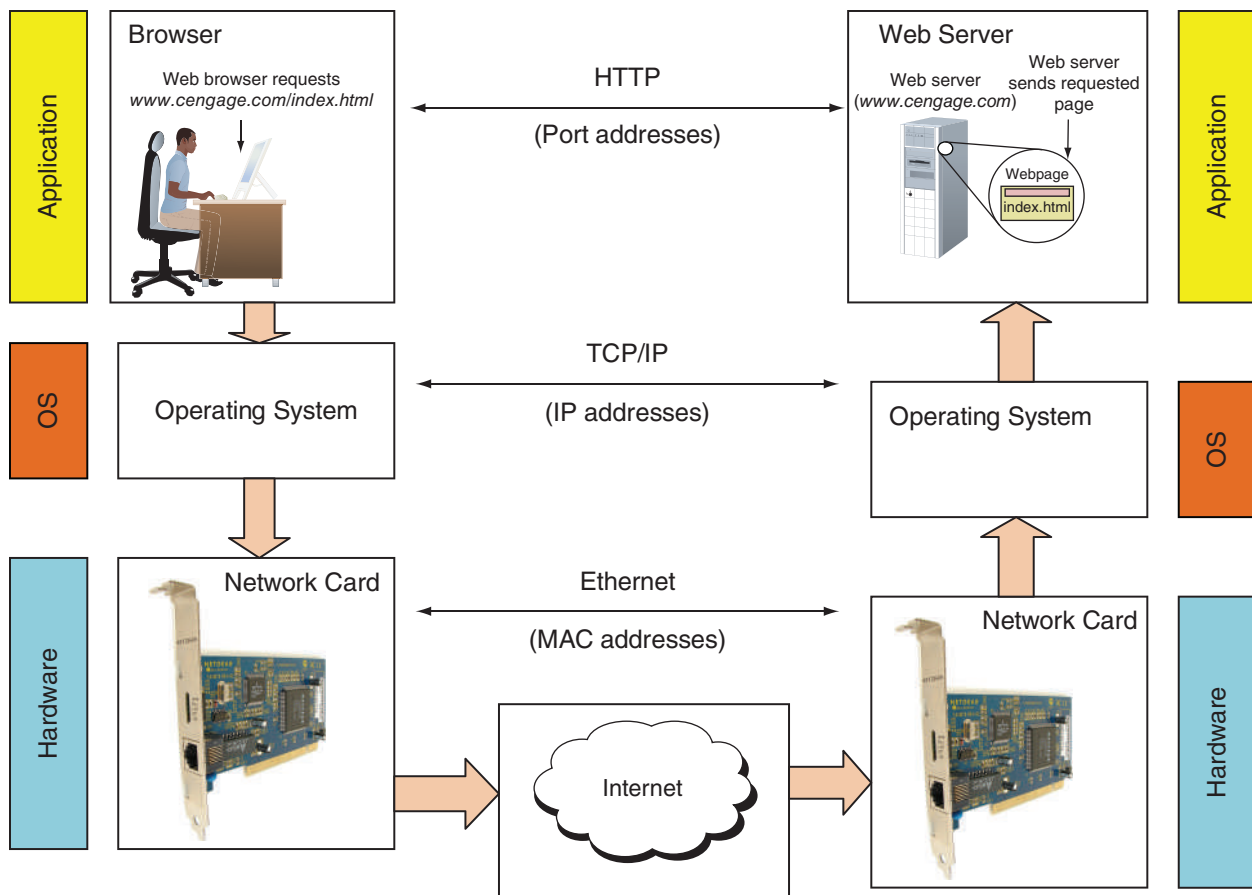 Application
Browser
Web browser requests
www.cengage.com/index.html
HTTP
(Port addresses)
Web Server
Web server
(www.cengage.com)
Web server
sends requested
page
Webpage
index.html
Application
OS
Operating System
TCP/IP
(IP addresses)
Operating System
OS
Hardware
Network Card
NETGEAR
Ethernet
(MAC addresses)
Network Card
NETGEAR
Hardware
Internet